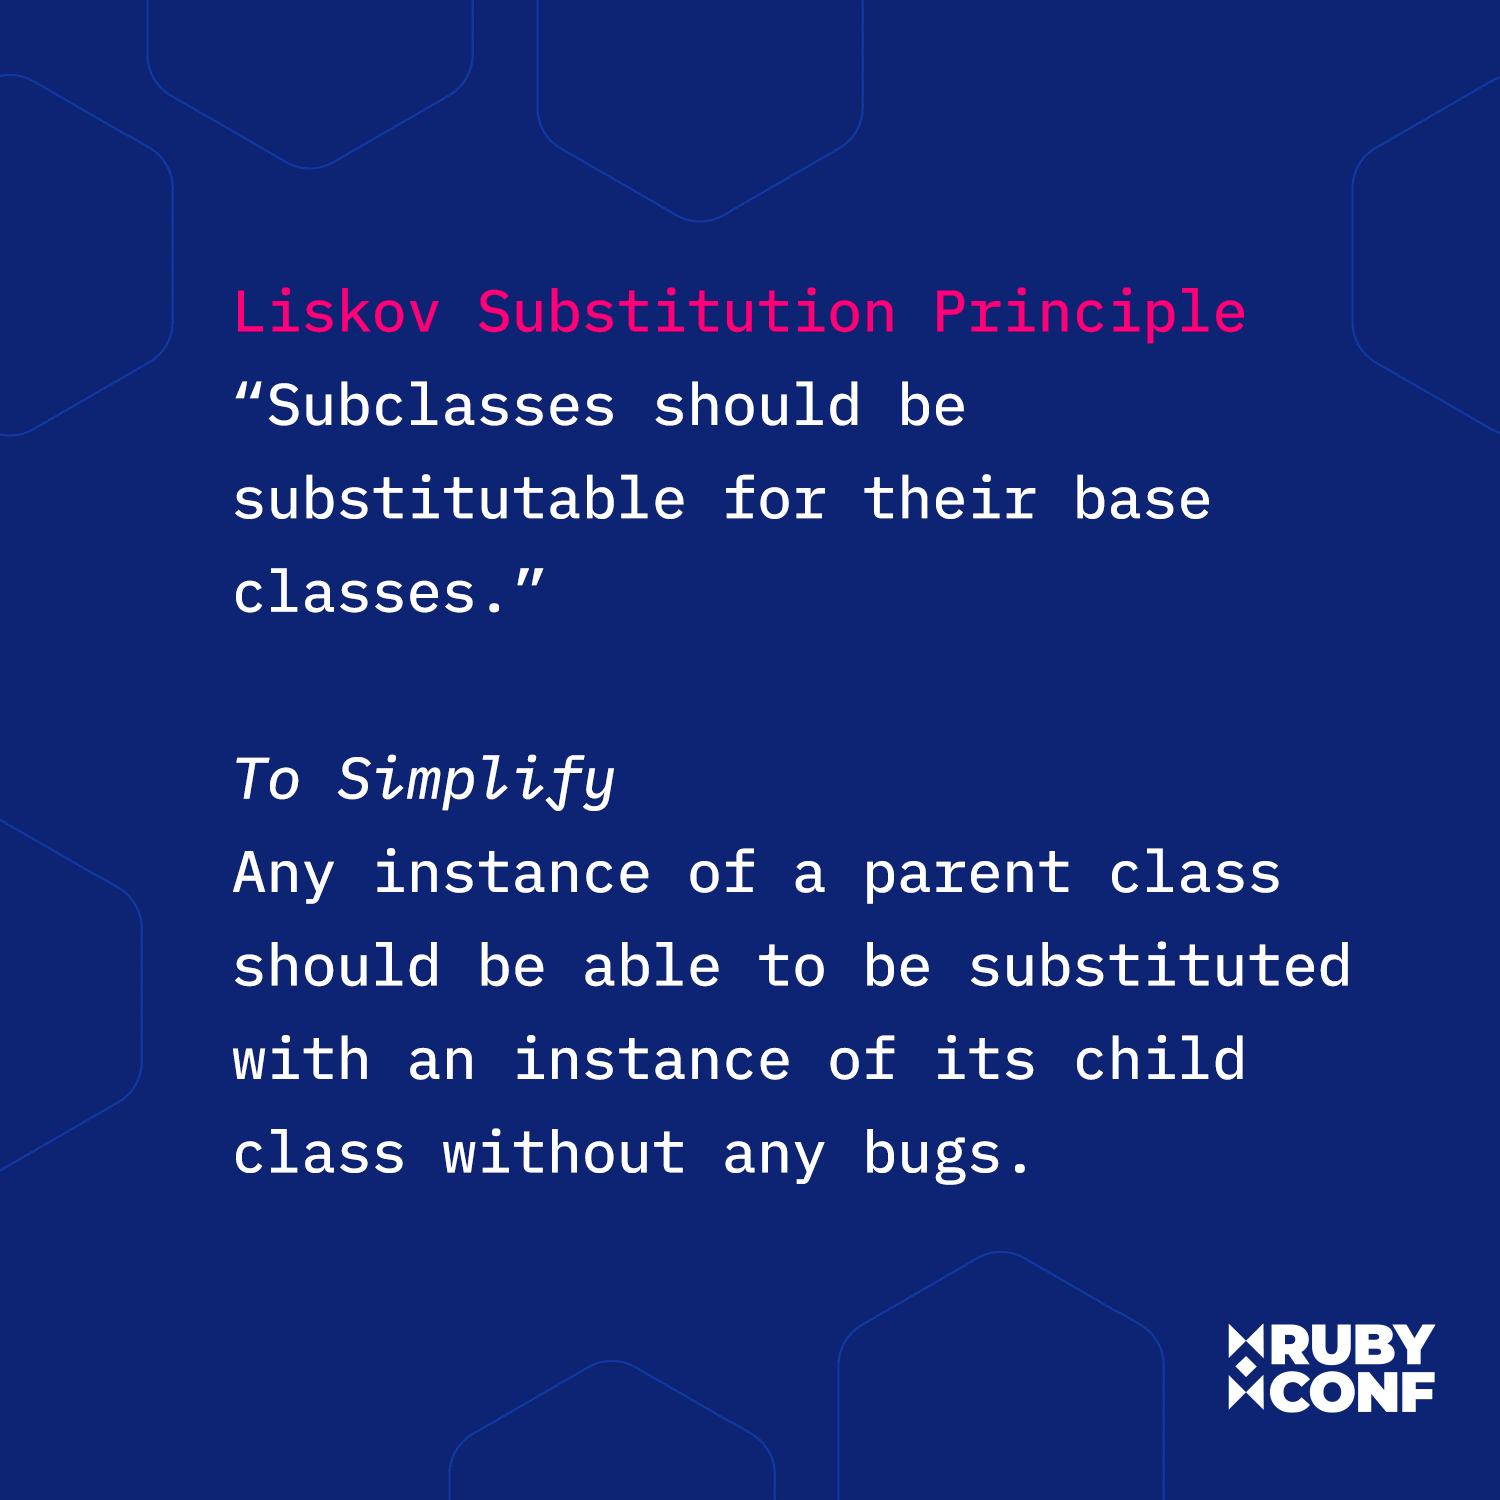 Liskov Substitution Principle
“Subclasses should be
substitutable for their base
classes.”
To Simplify
Any instance of a parent class
should be able to be substituted
with an instance of its child
class without any bugs.
RUBY
CONF